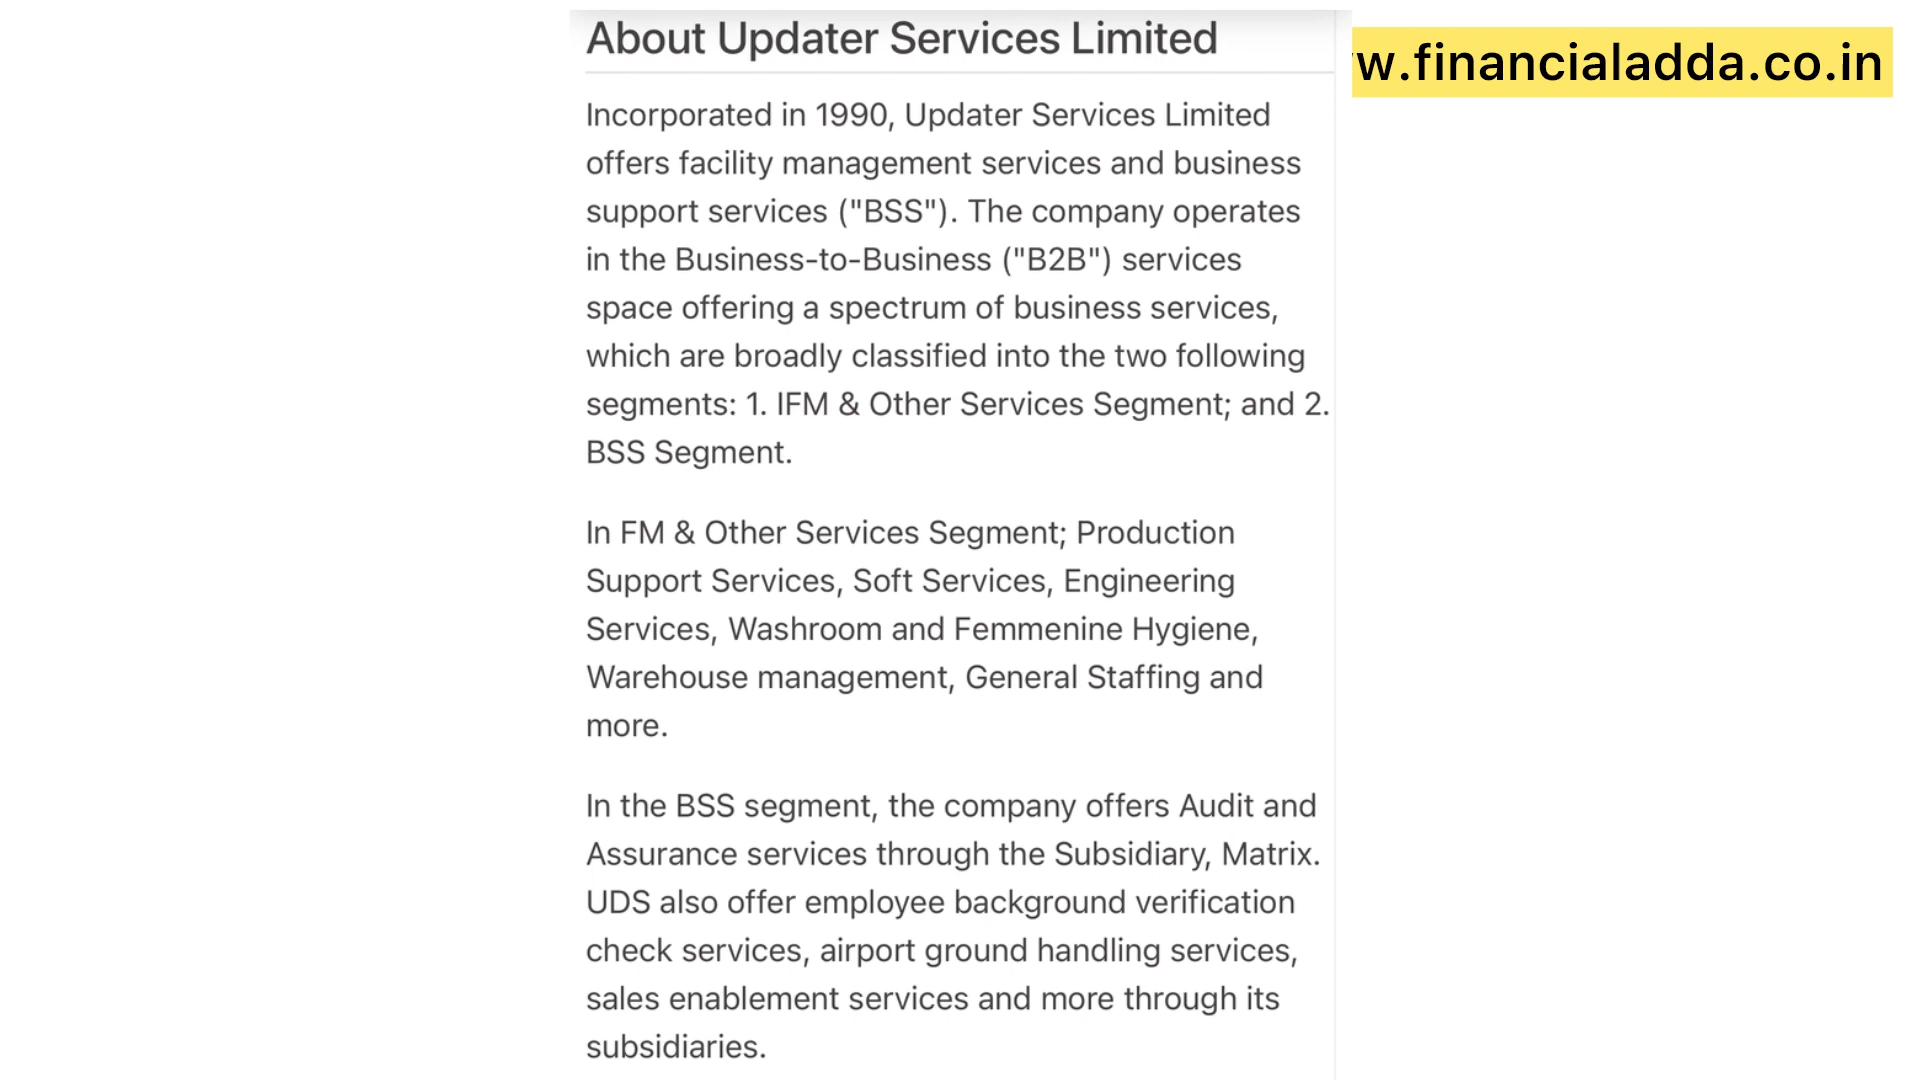 About Updater Services Limited
w.financialadda.co.in
Incorporated in 1990, Updater Services Limited
offers facility management services and business
support services ("BSS"). The company operates
in the Business-to-Business ("B2B") services
space offering a spectrum of business services,
which are broadly classified into the two following
segments: 1. IFM & Other Services Segment; and 2.
BSS Segment.
In FM & Other Services Segment; Production
Support Services, Soft Services, Engineering
Services, Washroom and Femmenine Hygiene,
Warehouse management, General Staffing and
more.
In the BSS segment, the company offers Audit and
Assurance services through the Subsidiary, Matrix.
UDS also offer employee background verification
check services, airport ground handling services,
sales enablement services and more through its
subsidiaries.